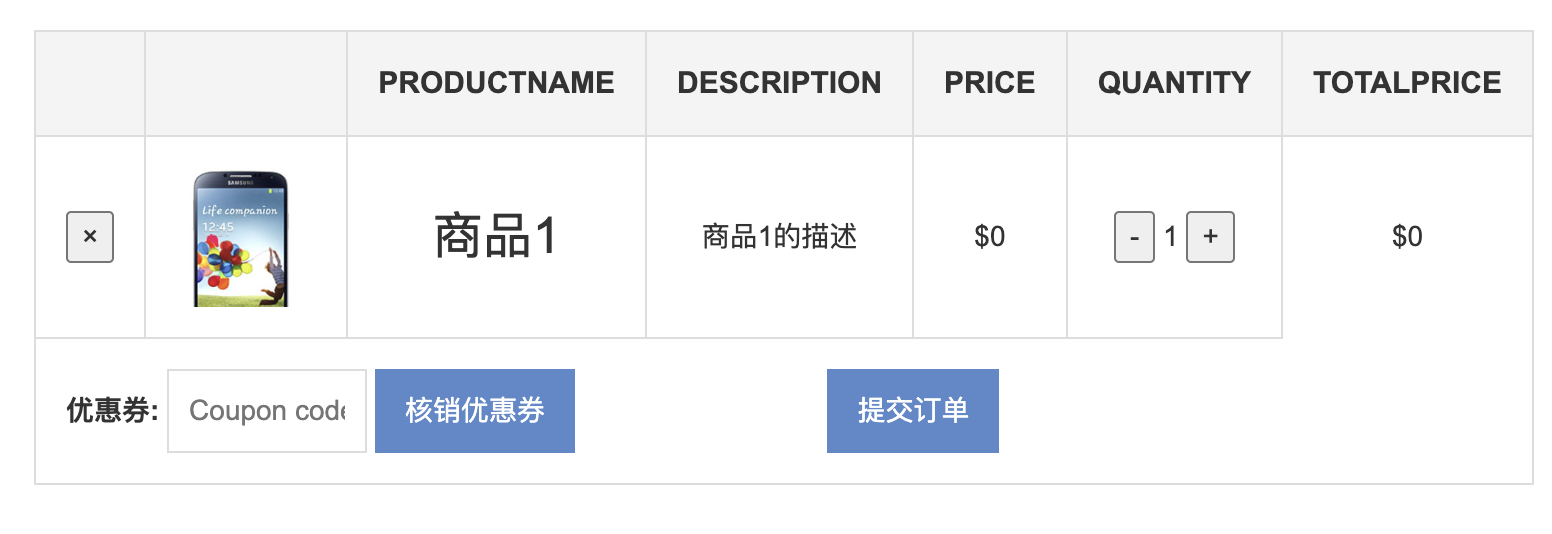 PRODUCTNAME DESCRIPTION PRICE QUANTITY TOTALPRICE
SAMSUNG
Life companion
12:45
× 商品1 商品1的描述 $0 - 1 + $0
优惠券: Coupon code 核销优惠券 提交订单